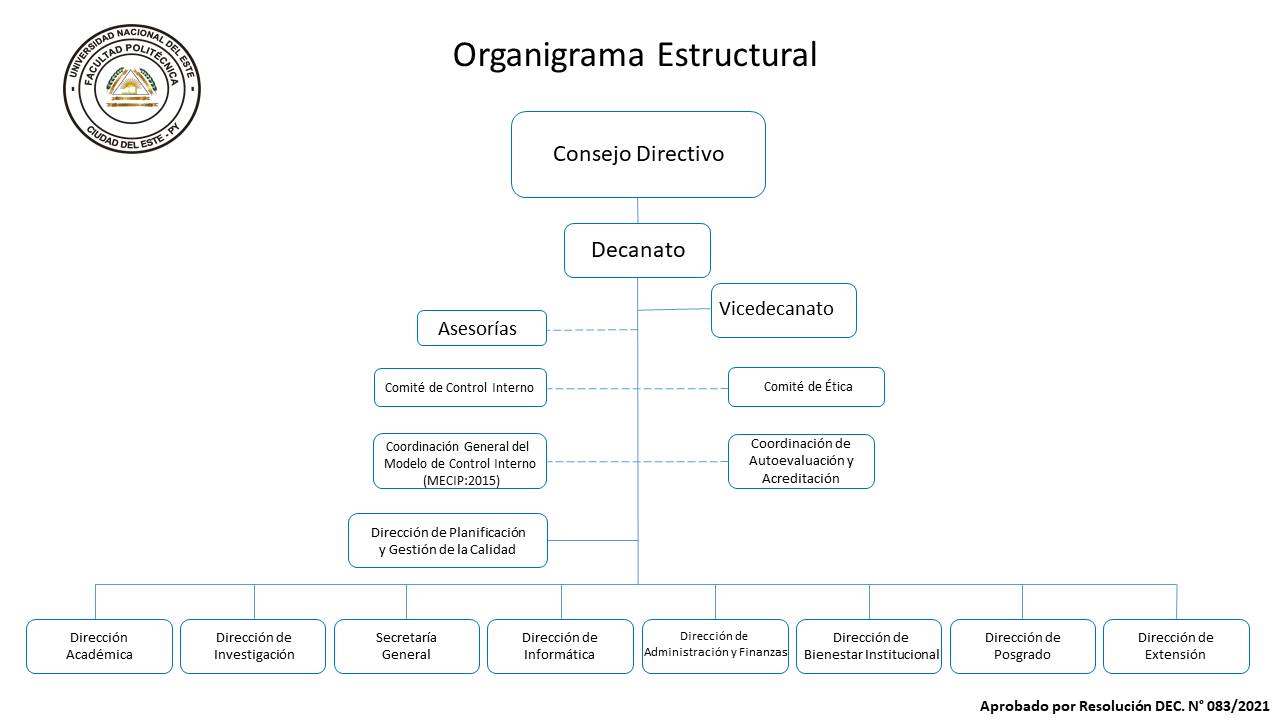 UNIVERSIDAD NACIONAL DEL ESTE
FACULTAD POLITÉCNICA
CIUDAD DEL ESTE - PY
Organigrama Estructural
Consejo Directivo
Decanato
Vicedecanato
Asesorías
Comité de Control Interno
Comité de Ética
Coordinación General del
Modelo de Control Interno
(MECIP:2015)
Coordinación de
Autoevaluación y
Acreditación
Dirección de Planificación
y Gestión de la Calidad
Dirección
Académica
Dirección de
Investigación
Secretaría
General
Dirección de
Informática
Dirección de
Administración y Finanzas
Dirección de
Bienestar Institucional
Dirección de
Posgrado
Dirección de
Extensión
Aprobado por Resolución DEC. N° 083/2021